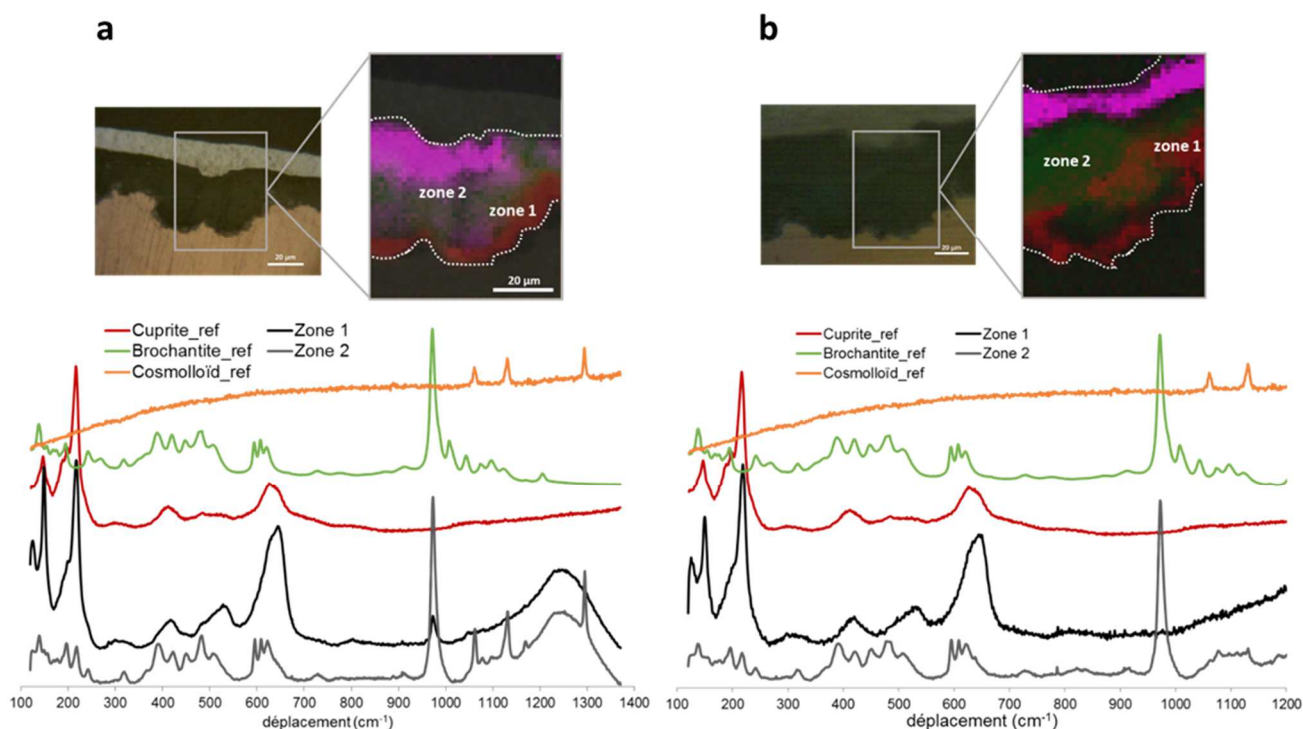 a
zone 2
zone 1
20 µm
20 µm
Cuprite_ref
Zone 1
Brochantite_ref
Zone 2
Cosmolloïd_ref
100 200 300 400 500 600 700 800 900 1000 1100 1200 1300 1400
déplacement (cm-1)
b
zone 1
zone 2
20 µm
Cuprite_ref
Zone 1
Brochantite_ref
Zone 2
Cosmolloïd_ref
100 200 300 400 500 600 700 800 900 1000 1100 1200
déplacement (cm-1)